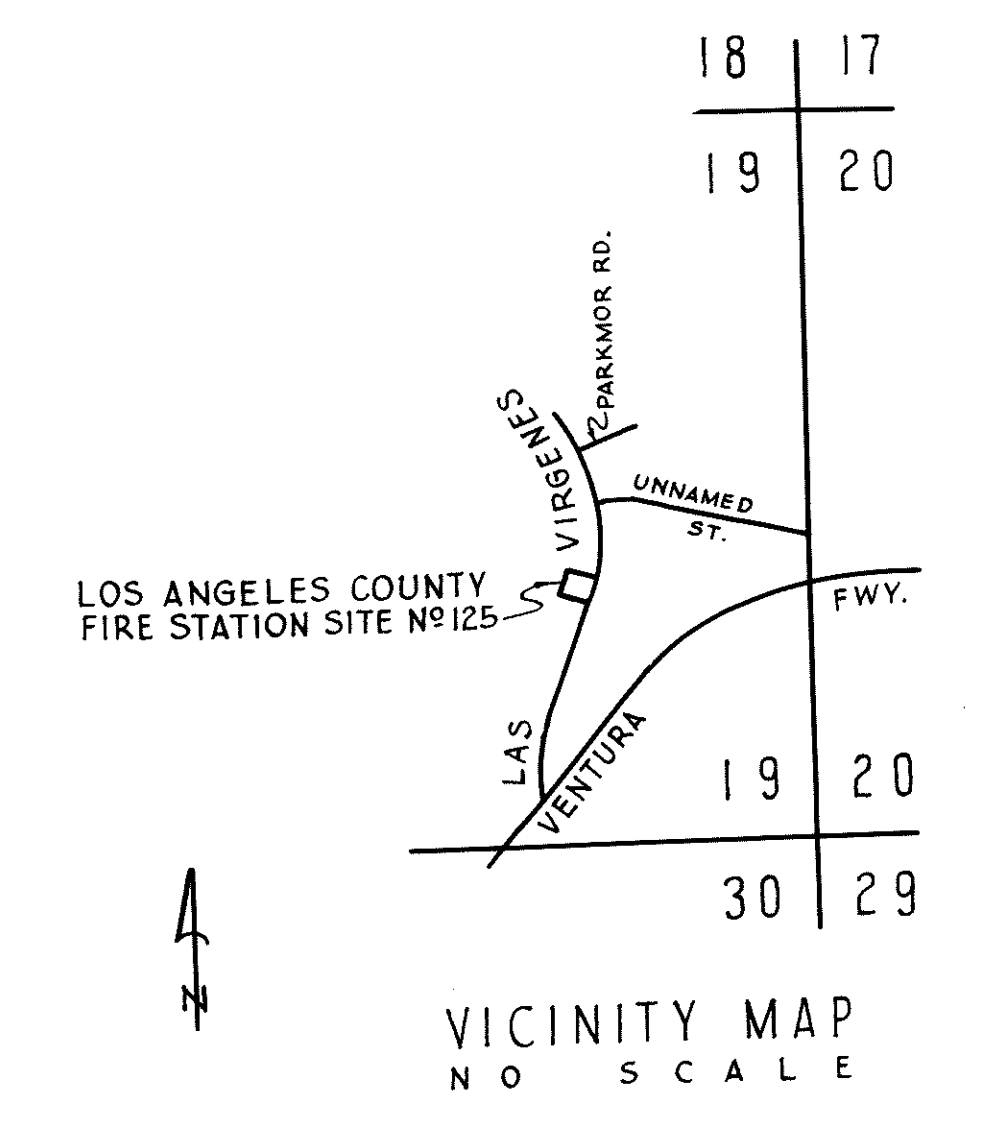 18 17
19 20
PARKMOR RD.
LAS VIRGENES
UNNAMED
ST.
LOS ANGELES COUNTY
FIRE STATION SITE Nº 125
VENTURA FWY.
19 20
30 29
N
VICINITY MAP
NO SCALE